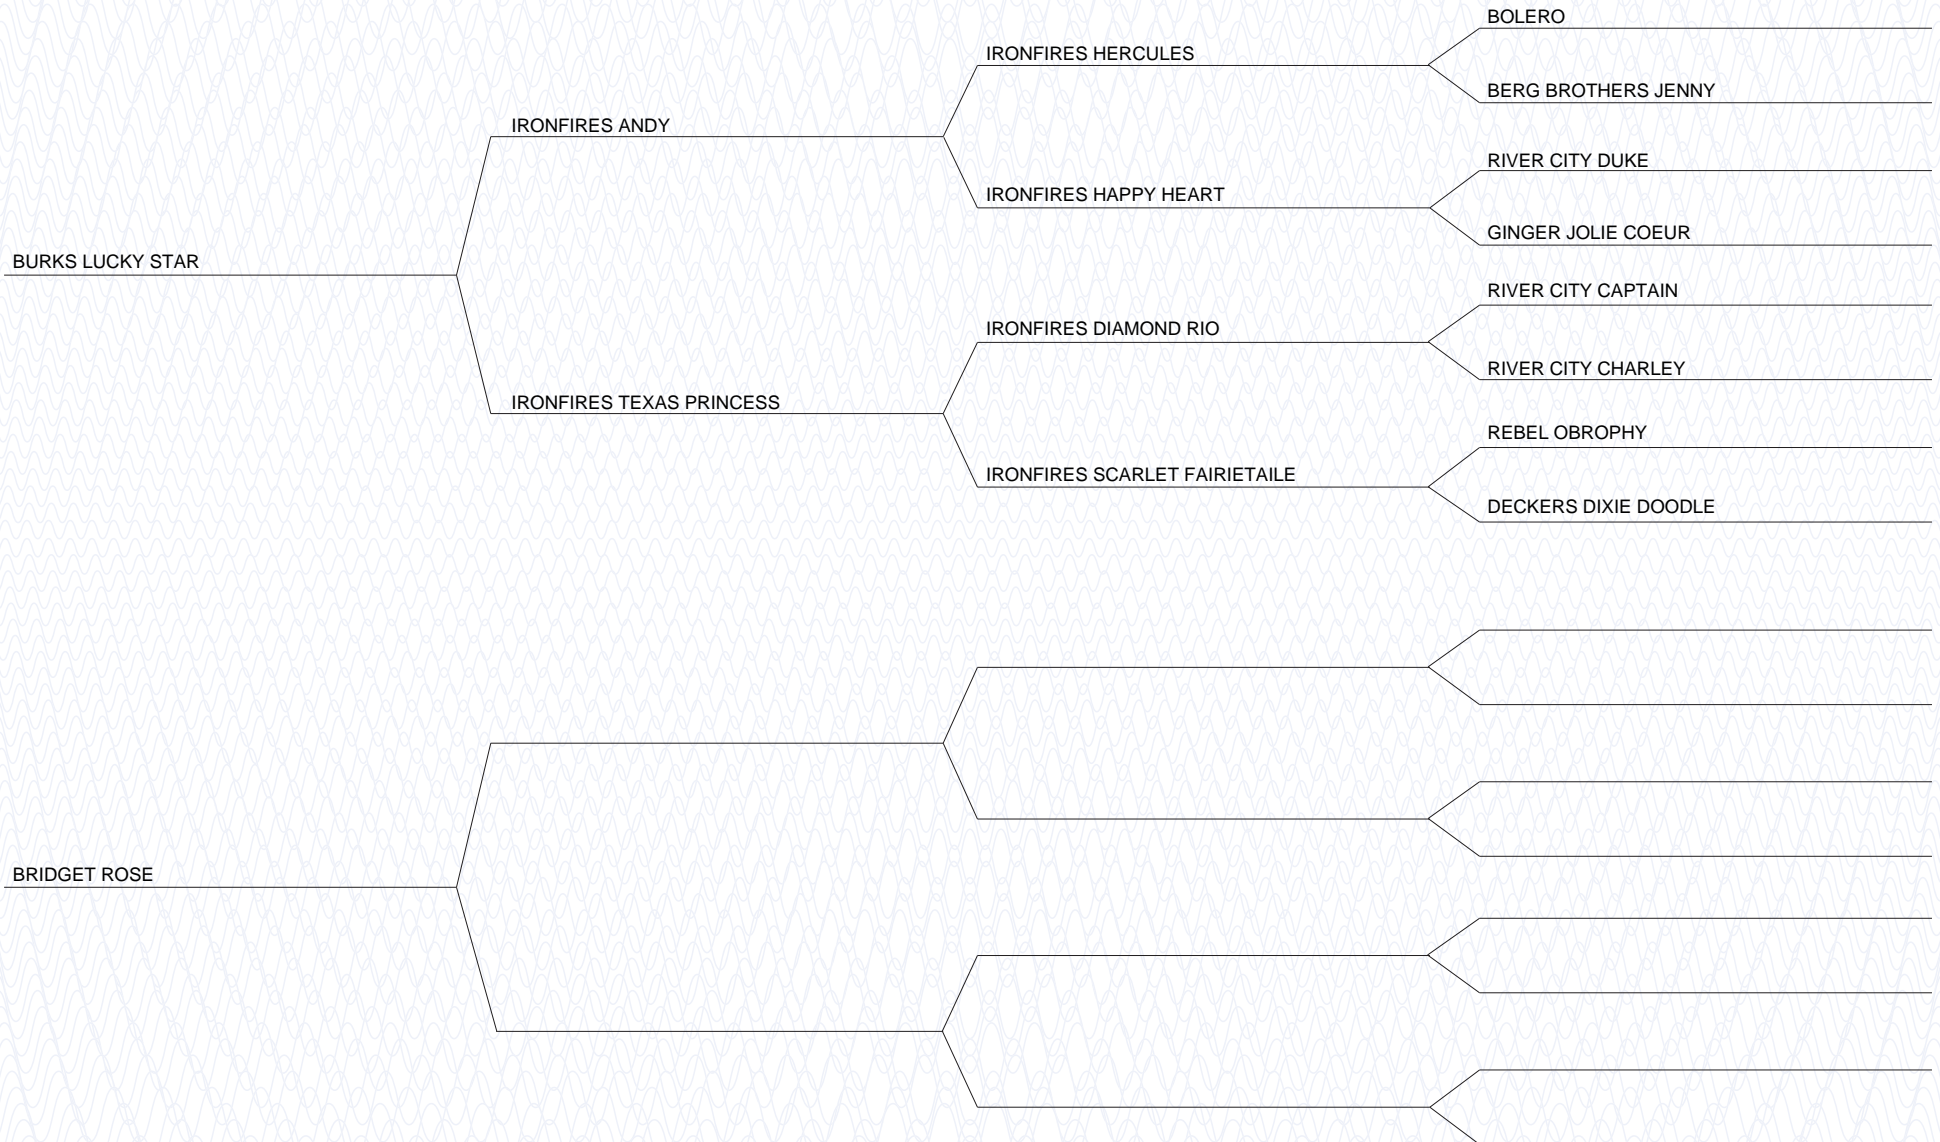 BOLERO
IRONFIRES HERCULES
BERG BROTHERS JENNY
IRONFIRES ANDY
RIVER CITY DUKE
IRONFIRES HAPPY HEART
GINGER JOLIE COEUR
BURKS LUCKY STAR
RIVER CITY CAPTAIN
IRONFIRES DIAMOND RIO
RIVER CITY CHARLEY
IRONFIRES TEXAS PRINCESS
REBEL OBROPHY
IRONFIRES SCARLET FAIRIETAILE
DECKERS DIXIE DOODLE
BRIDGET ROSE